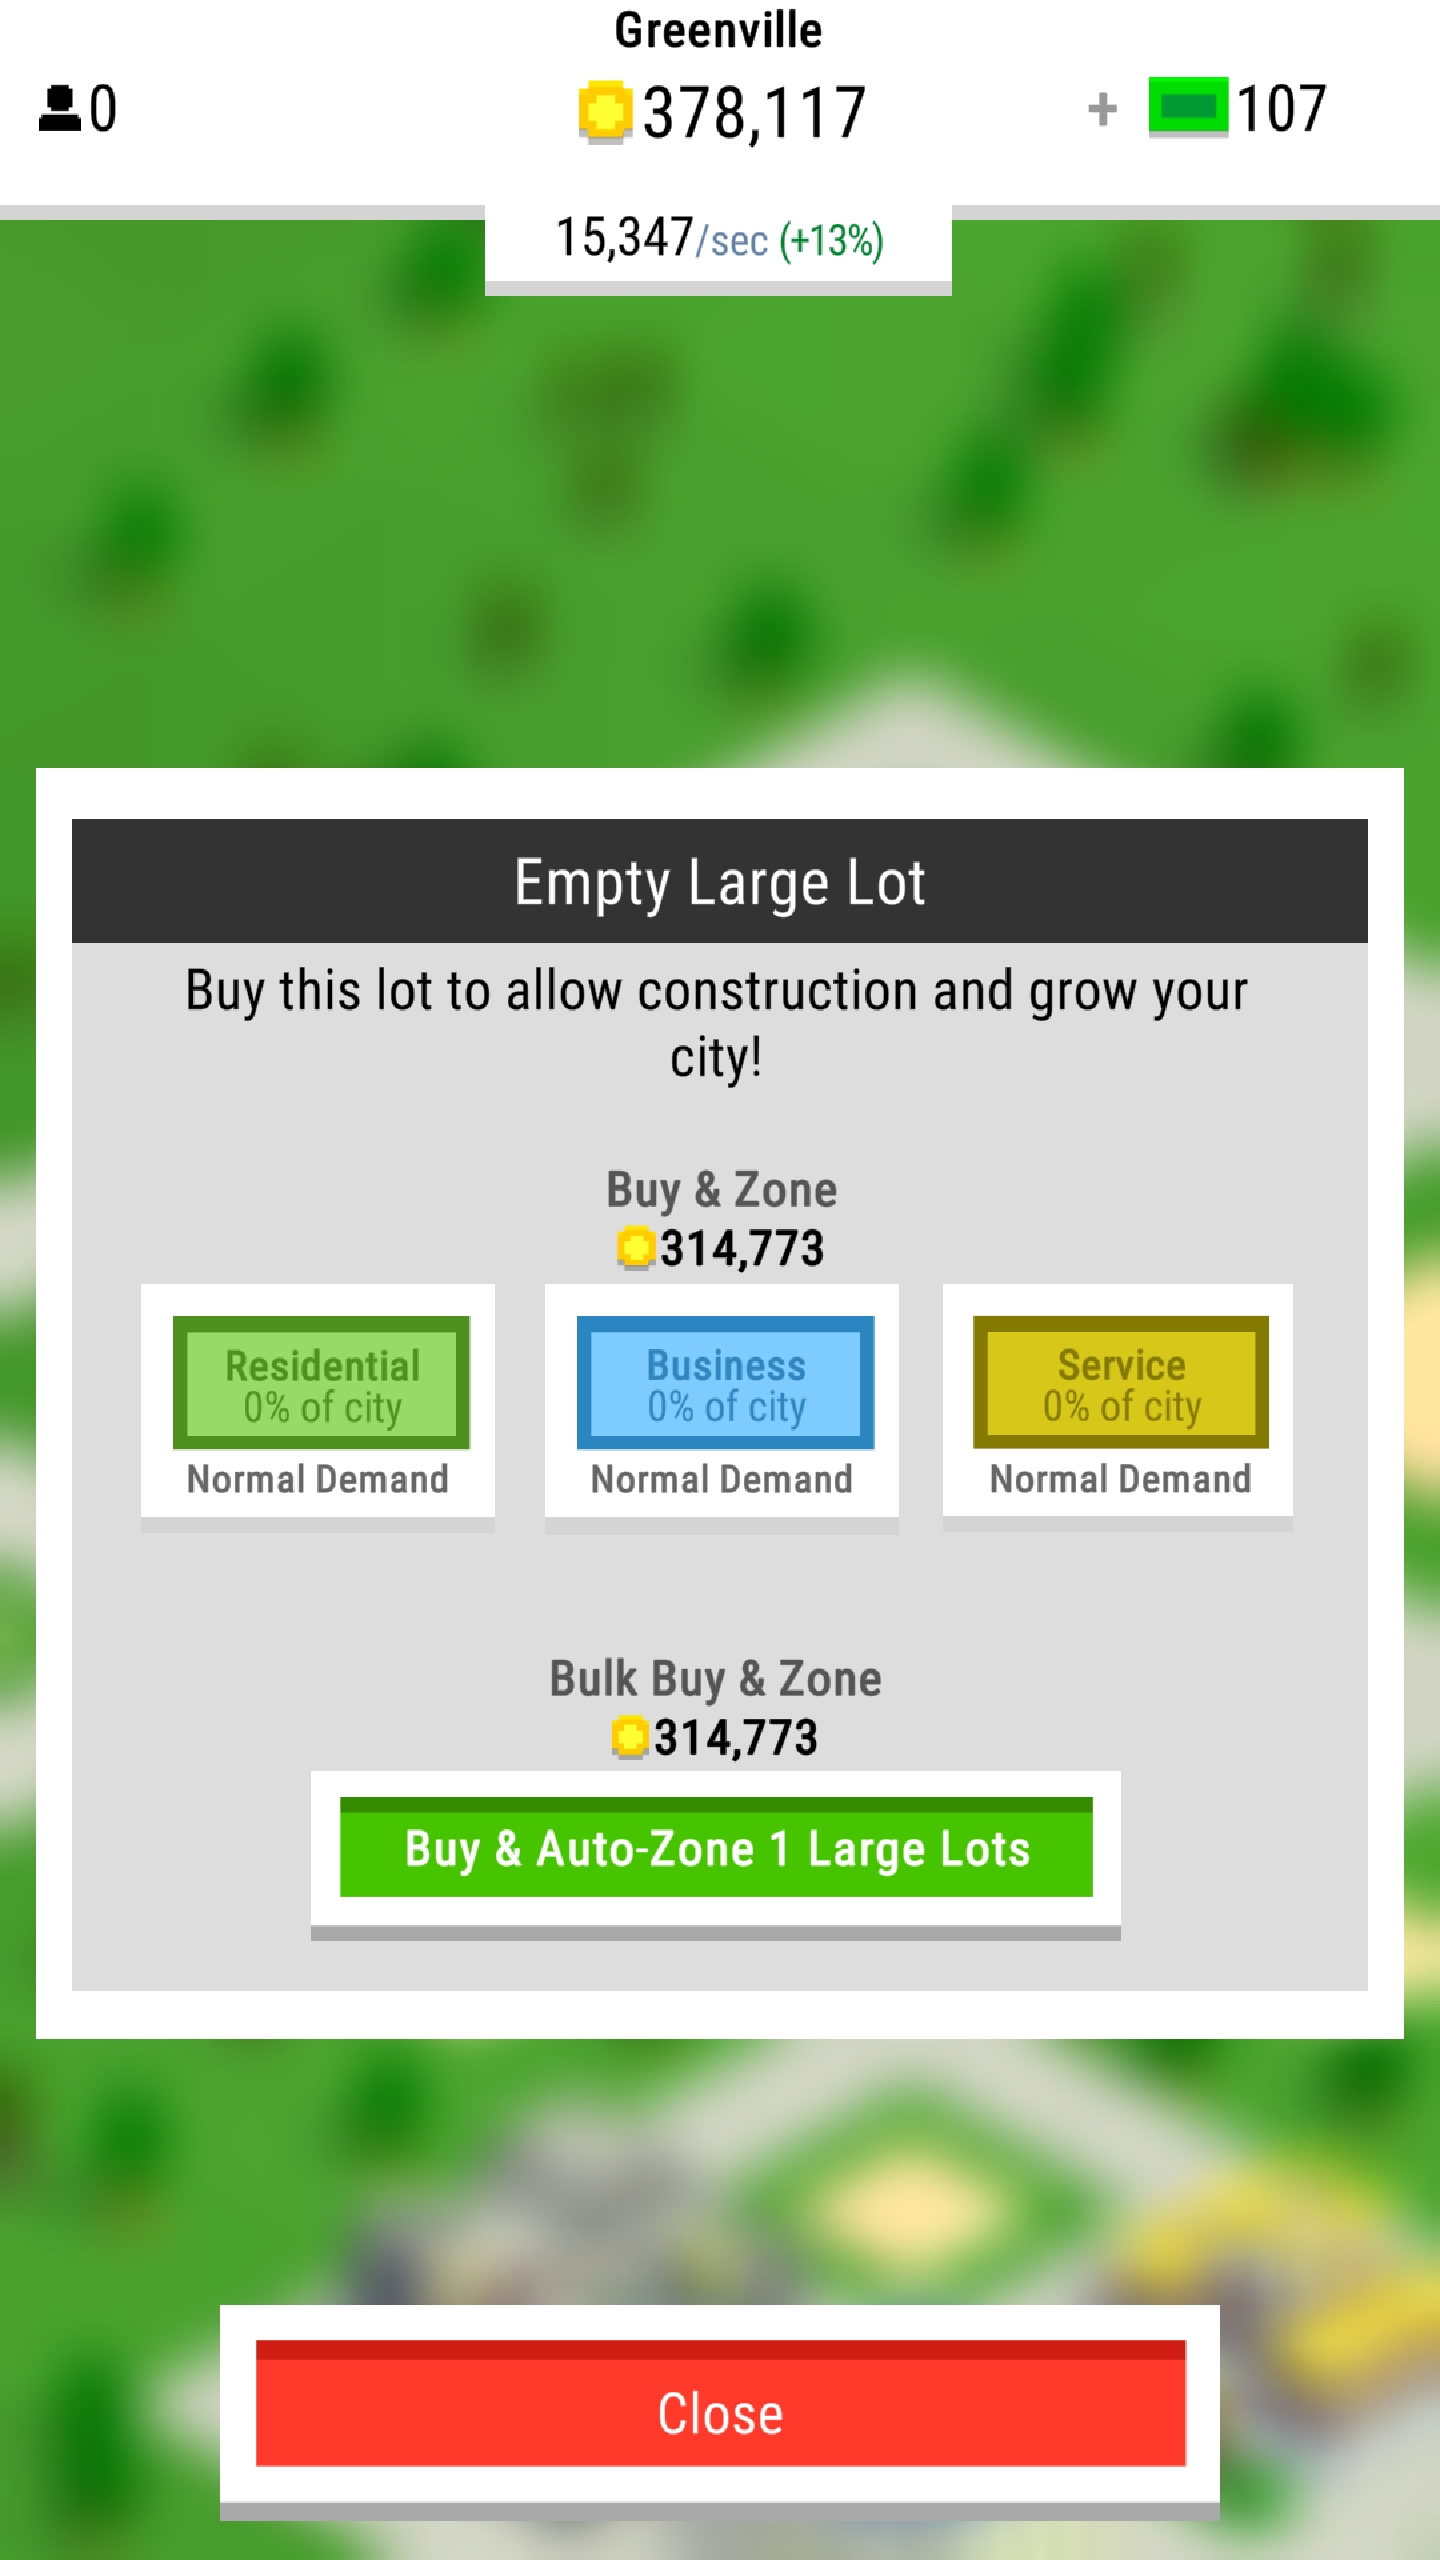 Greenville
0
378,117
+ 107
15,347/sec (+13%)
Empty Large Lot
Buy this lot to allow construction and grow your
city!
Buy & Zone
314,773
Residential
0% of city
Normal Demand
Business
0% of city
Normal Demand
Service
0% of city
Normal Demand
Bulk Buy & Zone
314,773
Buy & Auto-Zone 1 Large Lots
Close